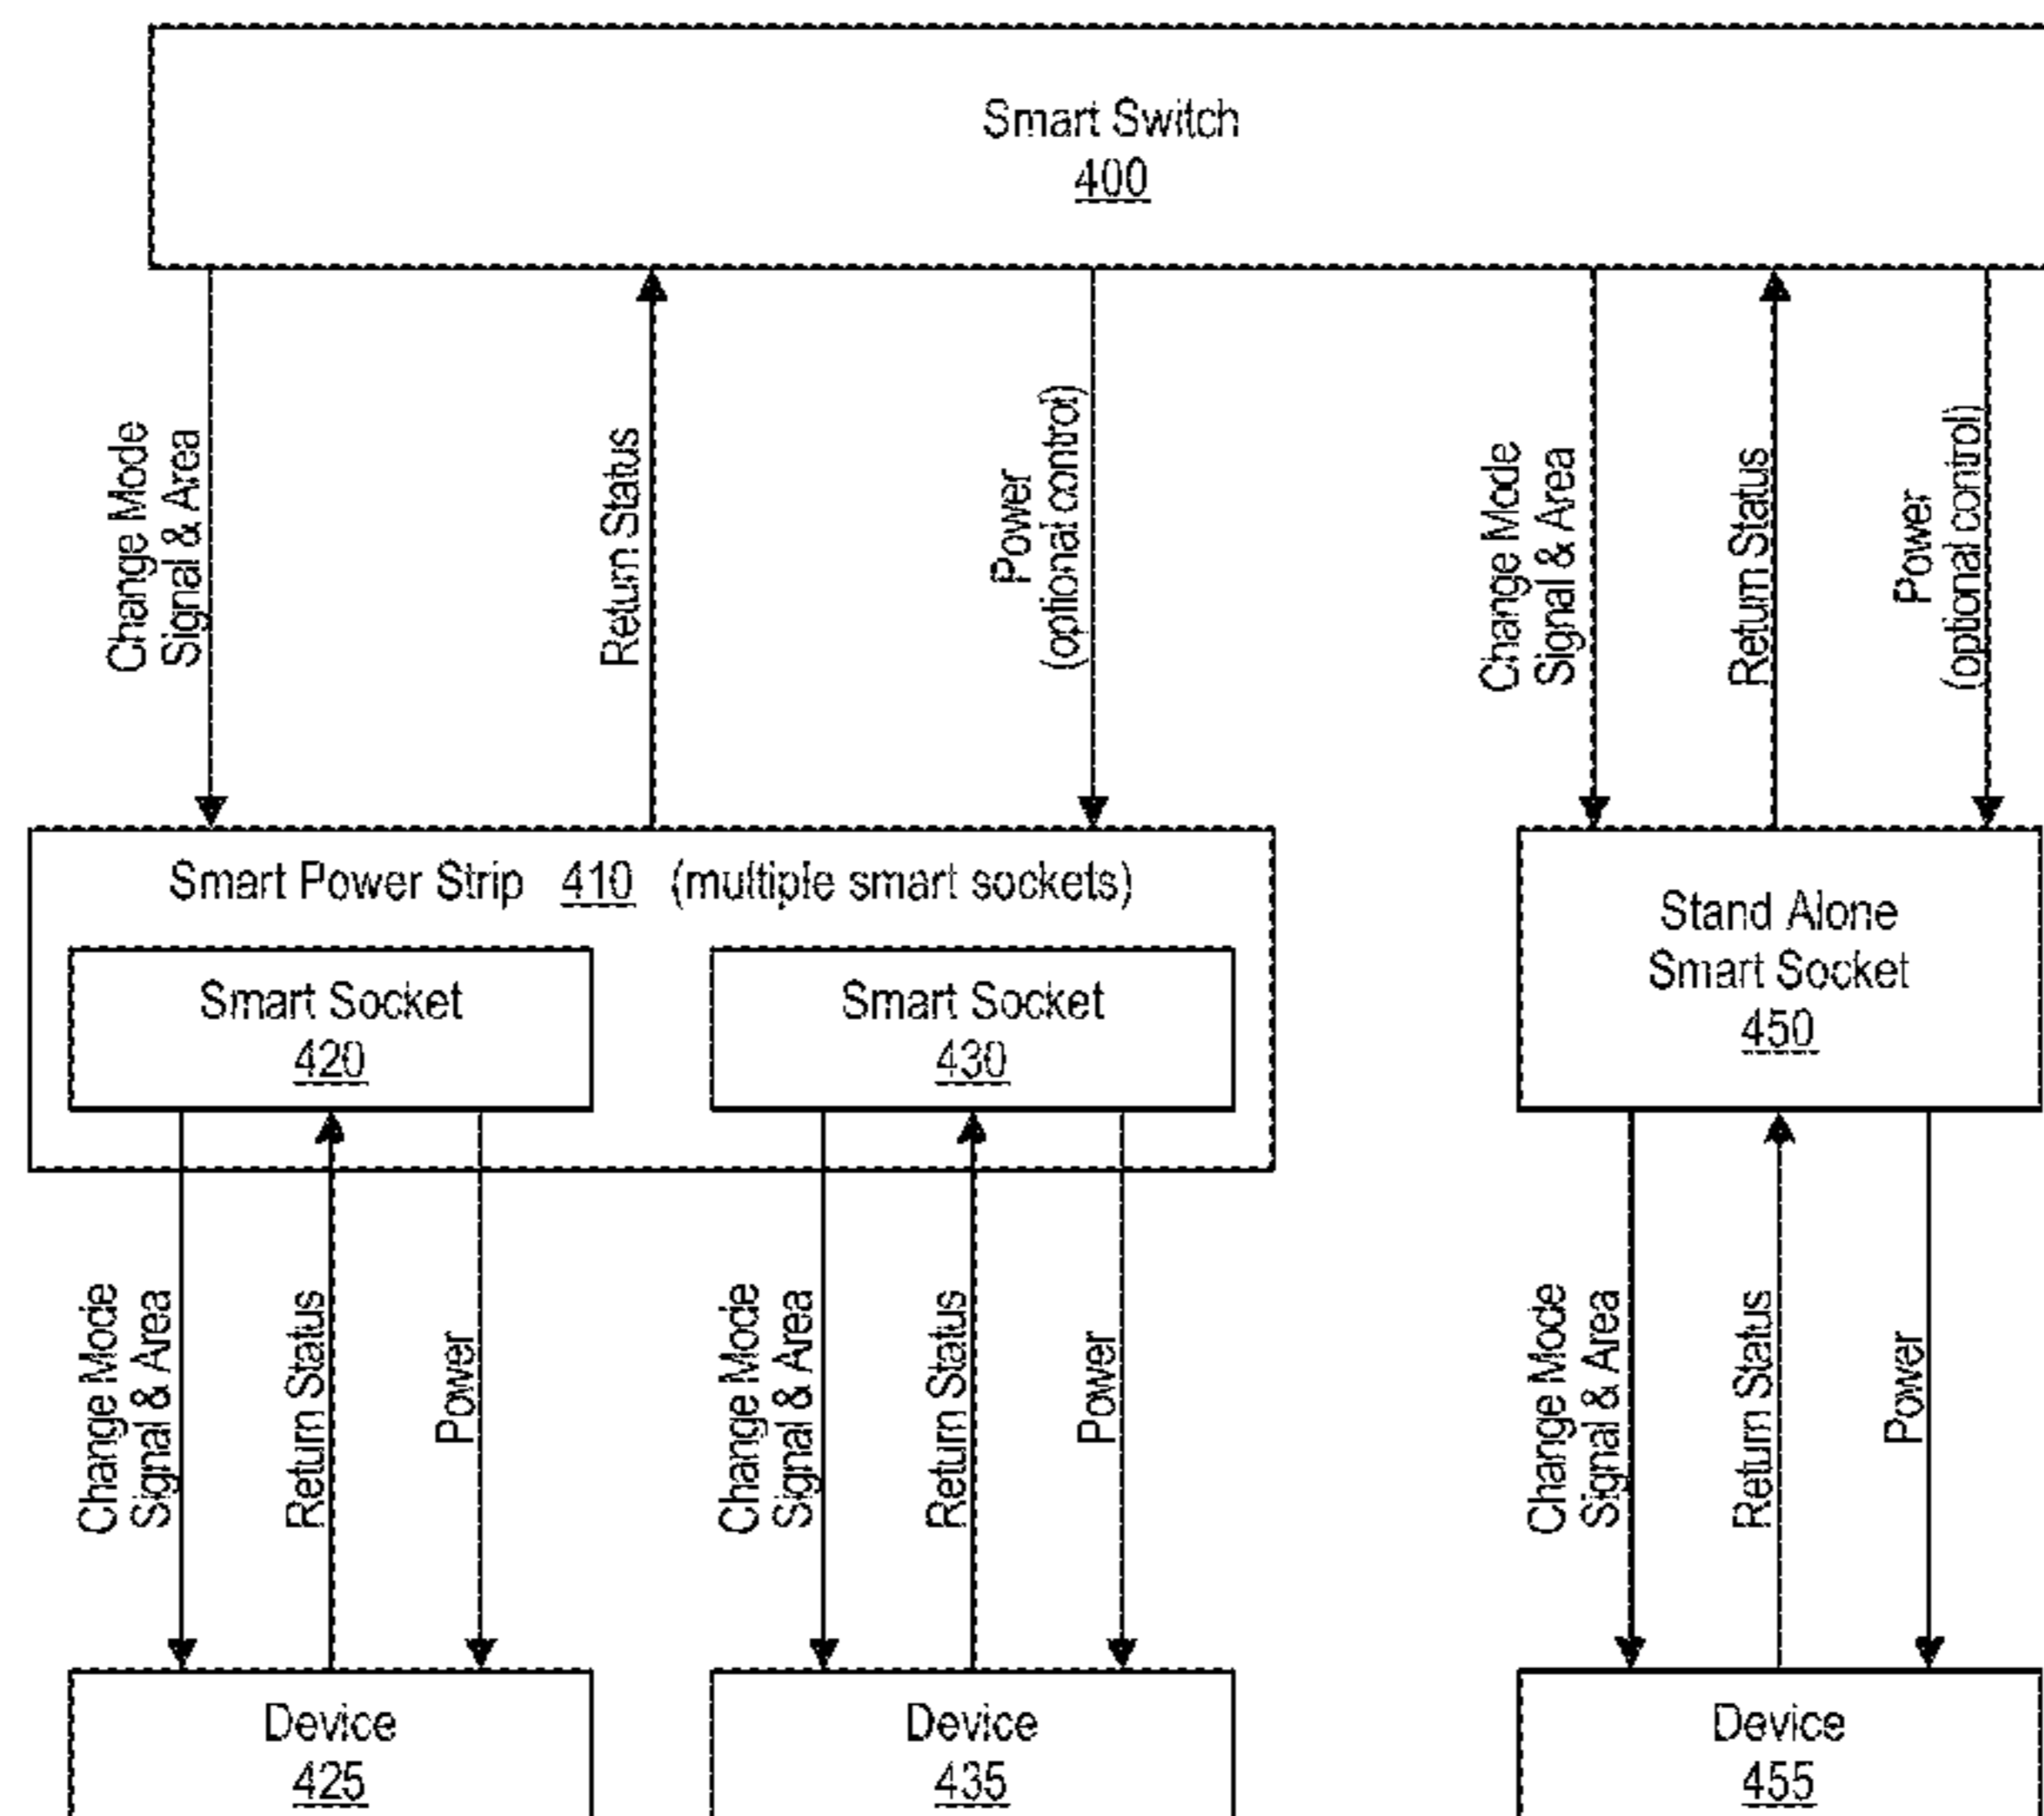 Smart Switch
400
Change Mode
Signal & Area
Return Status
Power
(optional control)
Change Mode
Signal & Area
Return Status
Power
(optional control)
Smart Power Strip 410 (multiple smart sockets)
Smart Socket
420
Smart Socket
430
Stand Alone
Smart Socket
450
Change Mode
Signal & Area
Return Status
Power
Change Mode
Signal & Area
Return Status
Power
Change Mode
Signal & Area
Return Status
Power
Device
425
Device
435
Device
455